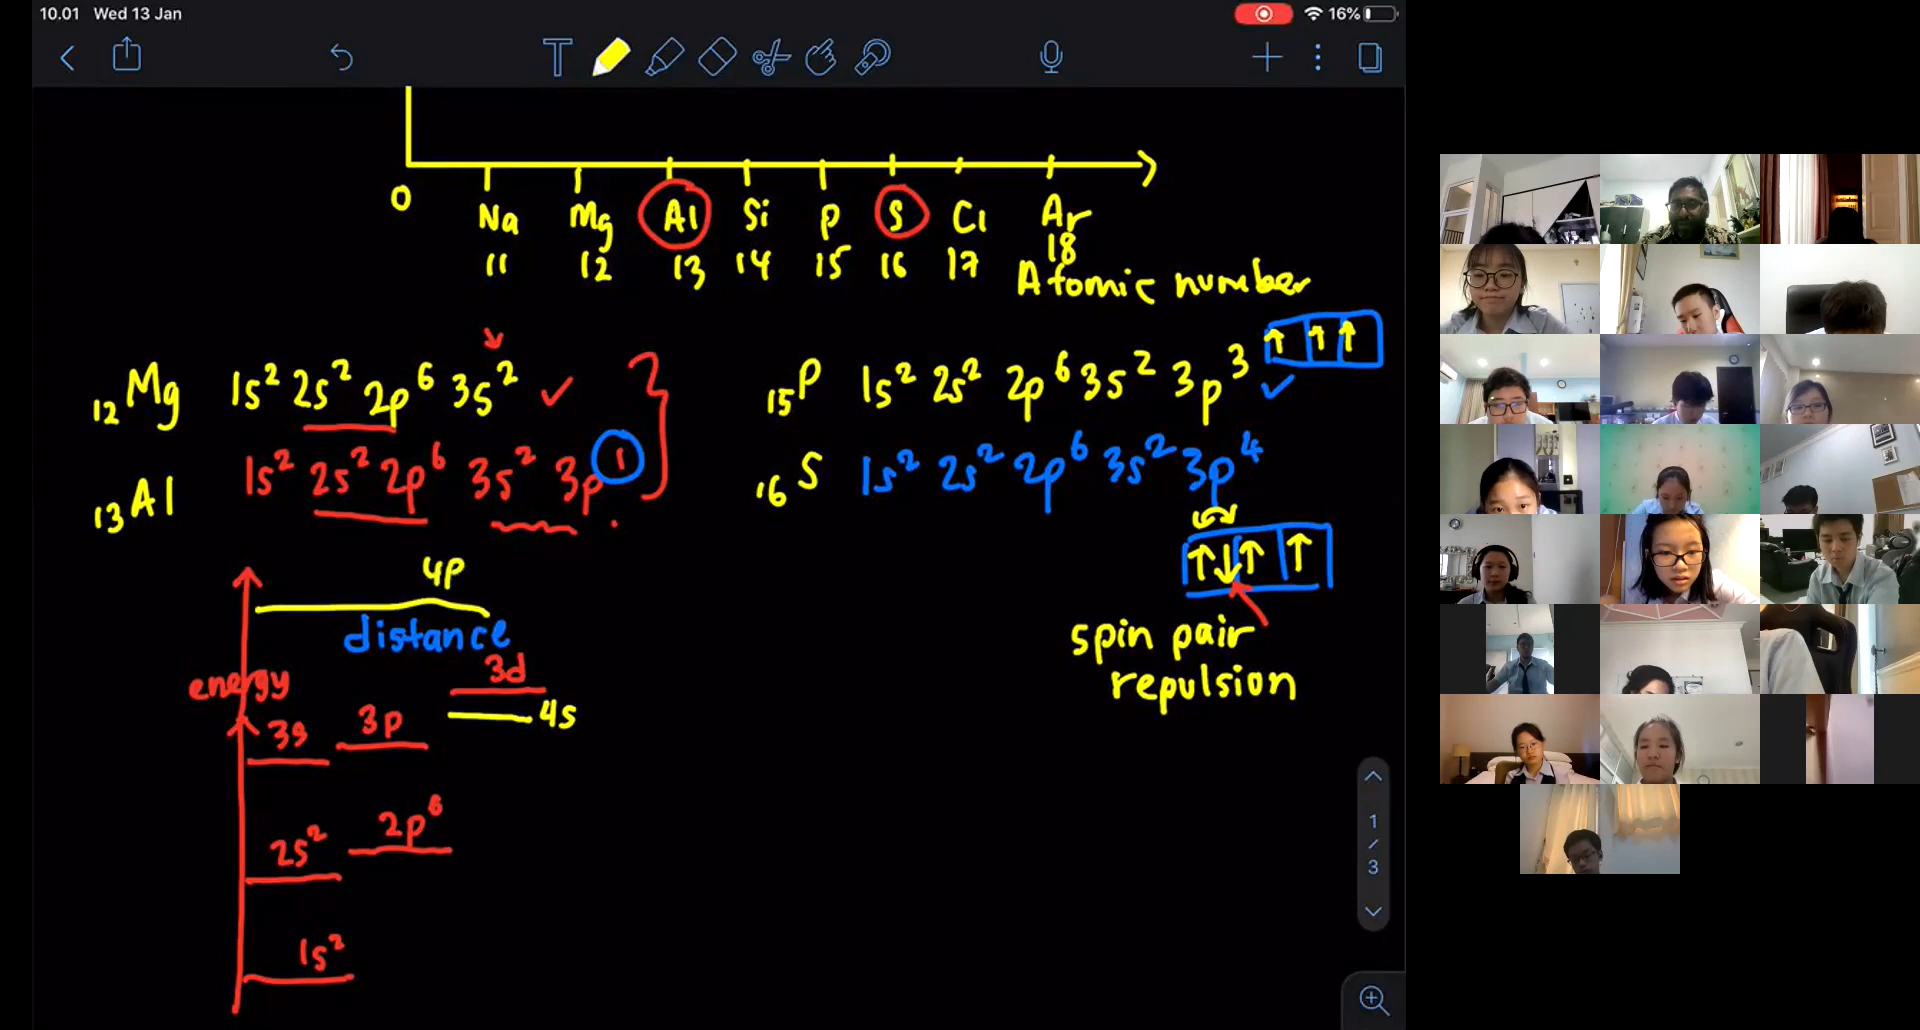 10.01 Wed 13 Jan
16%
T
0
Na Mg Al Si P S Cl Ar
11 12 13 14 15 16 17 18
Atomic number
₁₂Mg 1s² 2s² 2p⁶ 3s² ✓
₁₃Al 1s² 2s² 2p⁶ 3s² 3p¹
₁₅P 1s² 2s² 2p⁶ 3s² 3p³ ↑ ↑ ↑ ✓
₁₆S 1s² 2s² 2p⁶ 3s² 3p⁴
↑↓ ↑ ↑
spin pair
repulsion
4p
distance
energy
3d
4s
3s 3p
2s² 2p⁶
1s²
1
/
3